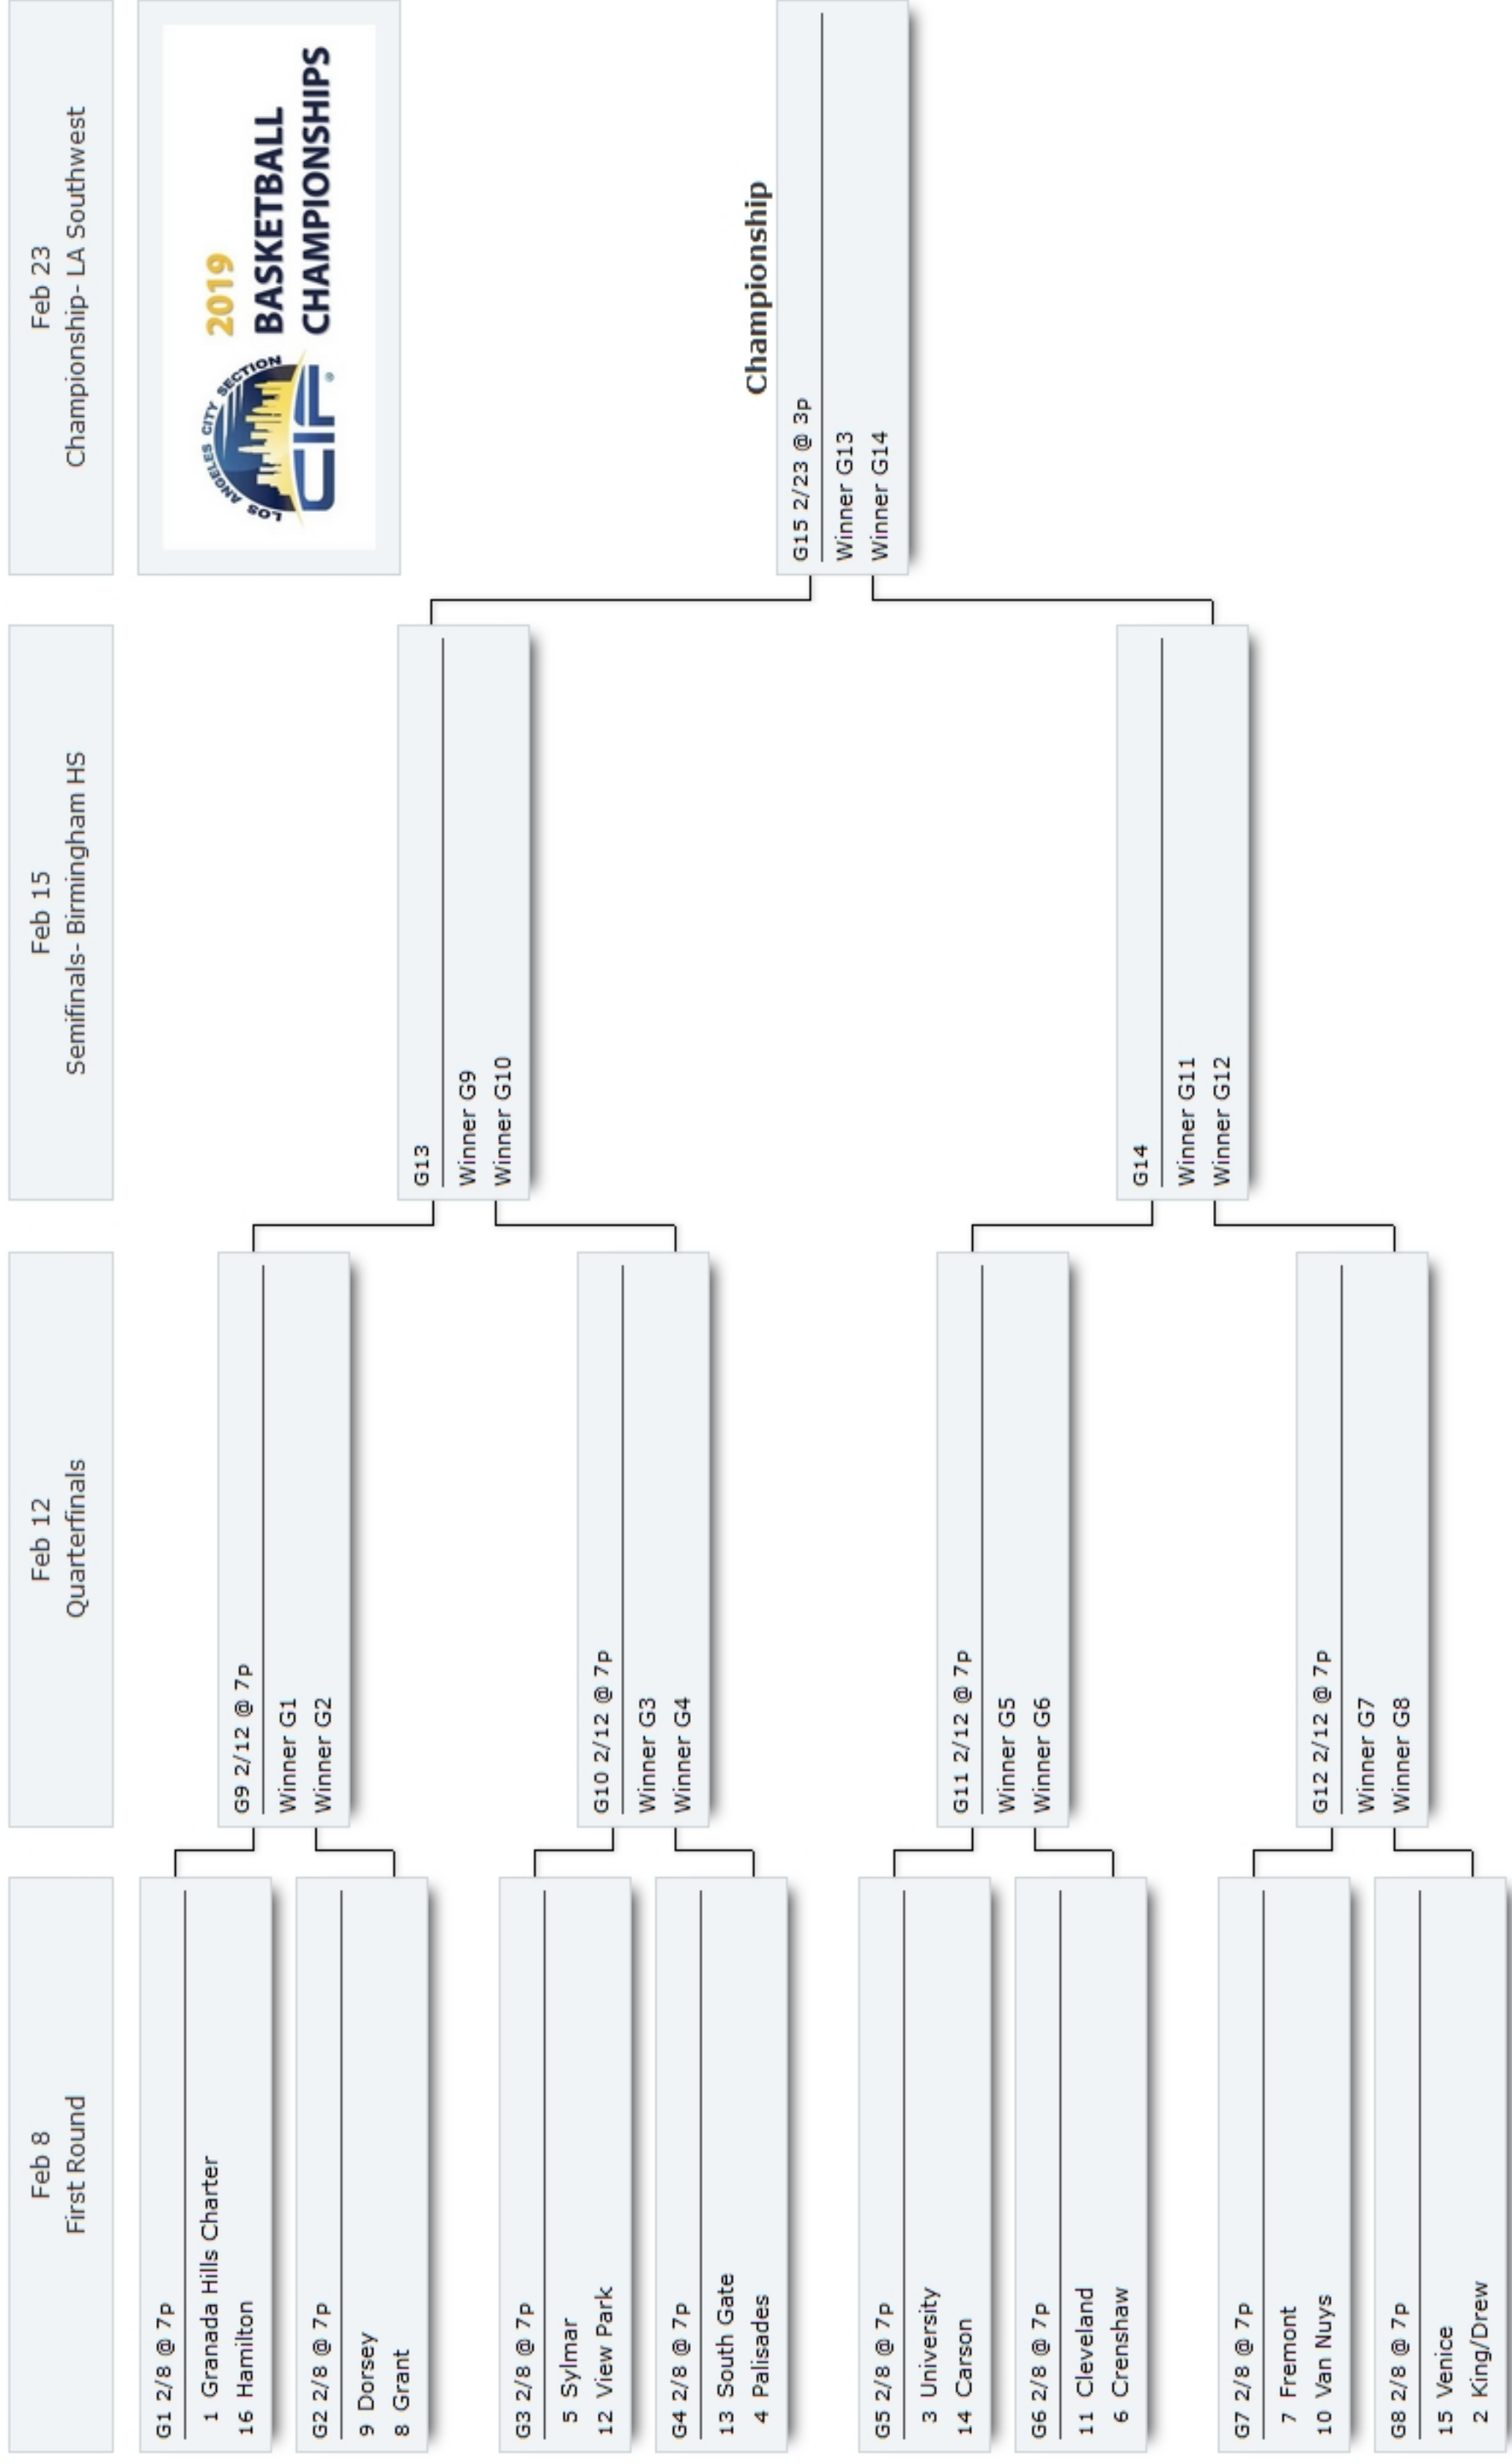 Feb 8
First Round
Feb 12
Quarterfinals
Feb 15
Semifinals- Birmingham HS
Feb 23
Championship- LA Southwest
LOS ANGELES CITY SECTION
CIF®
2019
BASKETBALL
CHAMPIONSHIPS
G1 2/8 @ 7p
1 Granada Hills Charter
16 Hamilton
G2 2/8 @ 7p
9 Dorsey
8 Grant
G3 2/8 @ 7p
5 Sylmar
12 View Park
G4 2/8 @ 7p
13 South Gate
4 Palisades
G5 2/8 @ 7p
3 University
14 Carson
G6 2/8 @ 7p
11 Cleveland
6 Crenshaw
G7 2/8 @ 7p
7 Fremont
10 Van Nuys
G8 2/8 @ 7p
15 Venice
2 King/Drew
G9 2/12 @ 7p
Winner G1
Winner G2
G10 2/12 @ 7p
Winner G3
Winner G4
G11 2/12 @ 7p
Winner G5
Winner G6
G12 2/12 @ 7p
Winner G7
Winner G8
G13
Winner G9
Winner G10
G14
Winner G11
Winner G12
Championship
G15 2/23 @ 3p
Winner G13
Winner G14